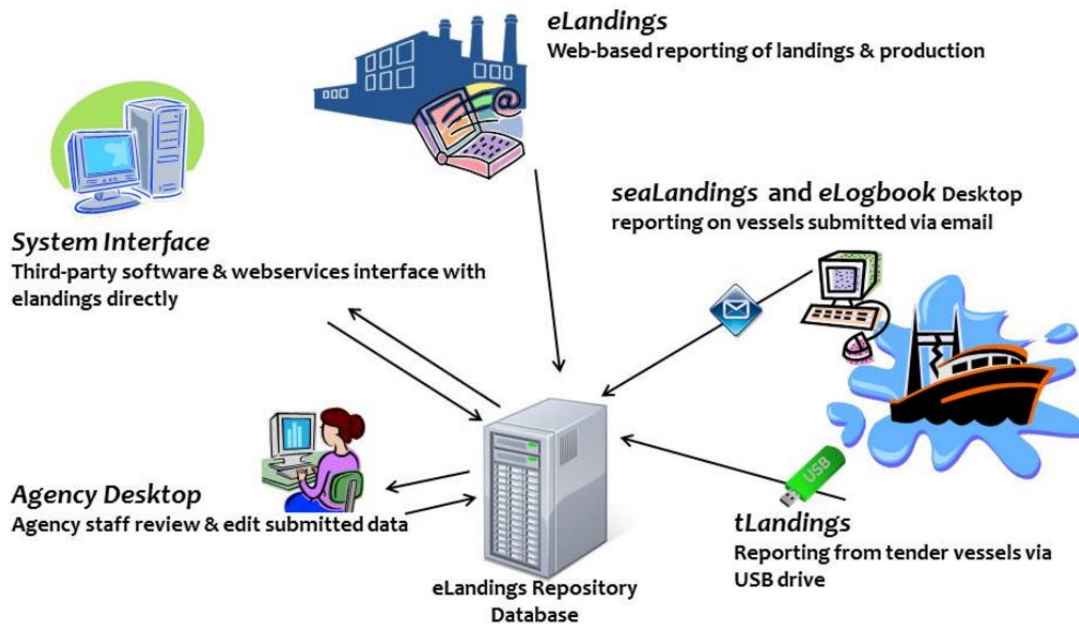 eLandings
Web-based reporting of landings & production
seaLandings and eLogbook Desktop
reporting on vessels submitted via email
System Interface
Third-party software & webservices interface with
elandings directly
Agency Desktop
Agency staff review & edit submitted data
USB
tLandings
Reporting from tender vessels via
USB drive
eLandings Repository
Database